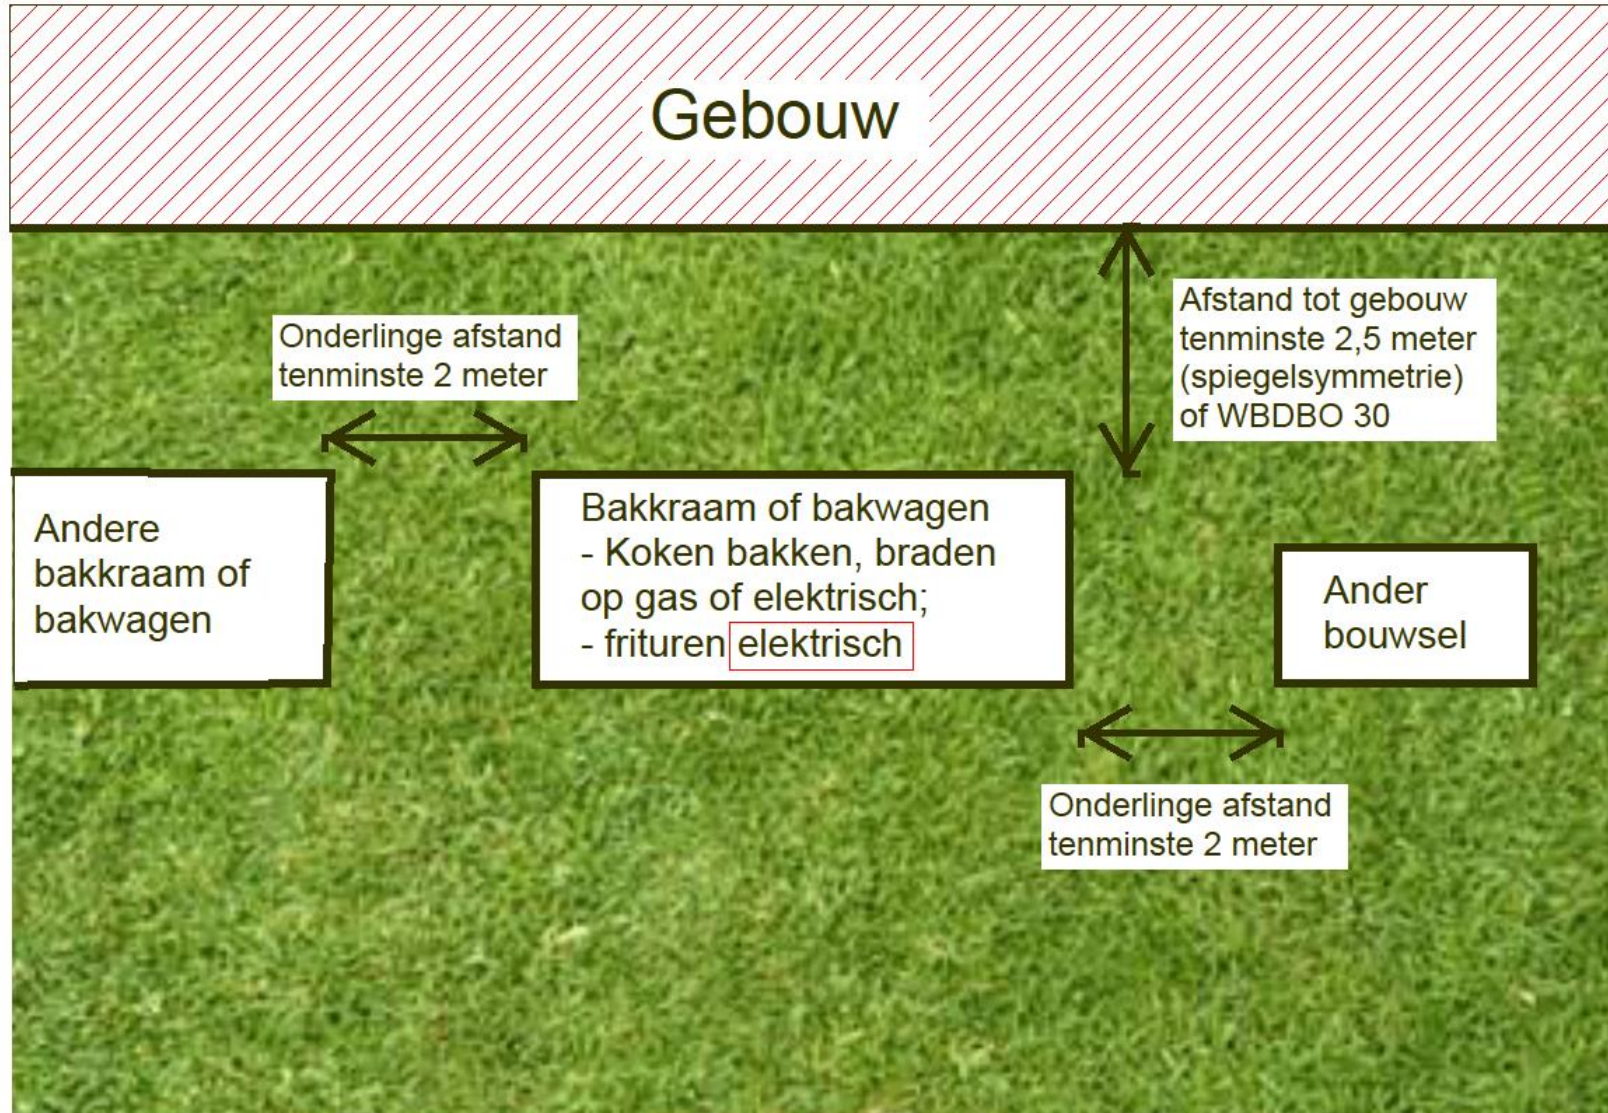 Gebouw
Onderlinge afstand
tenminste 2 meter
Afstand tot gebouw
tenminste 2,5 meter
(spiegelsymmetrie)
of WBDBO 30
Andere
bakkraam of
bakwagen
Bakkraam of bakwagen
- Koken bakken, braden
op gas of elektrisch;
- frituren elektrisch
Ander
bouwsel
Onderlinge afstand
tenminste 2 meter